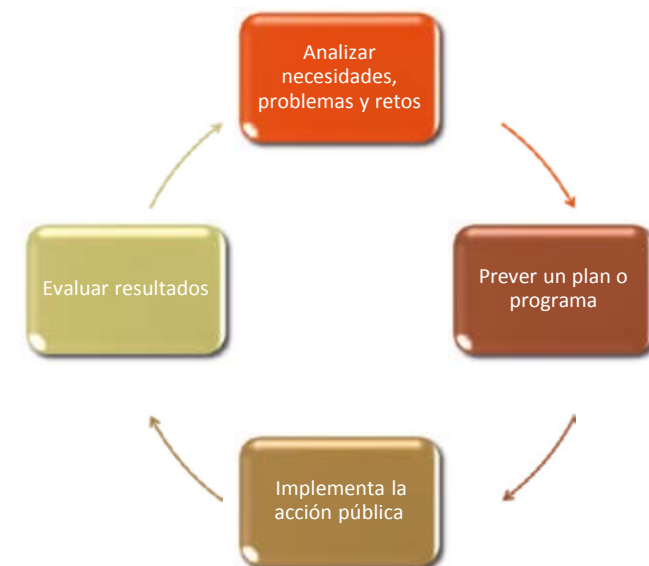 Analizar
necesidades,
problemas y retos
Prever un plan o
programa
Implementa la
acción pública
Evaluar resultados